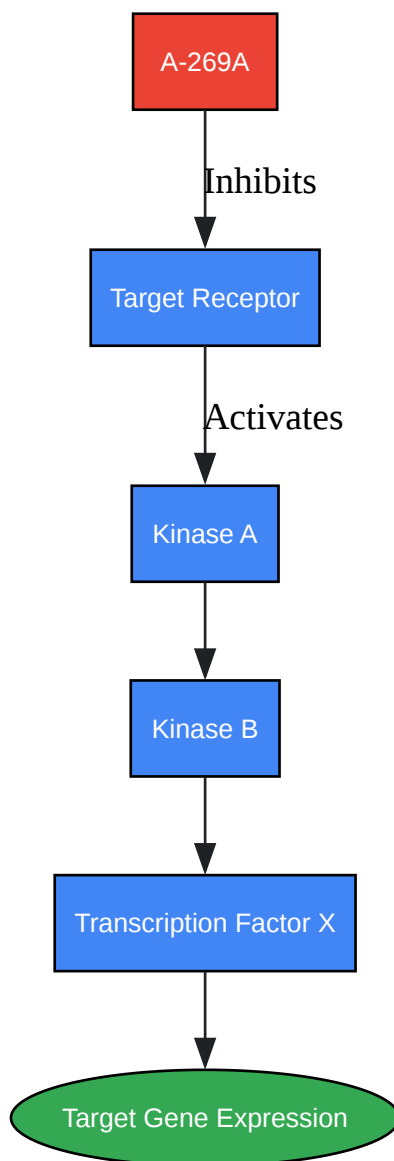 A-269A
Inhibits
Target Receptor
Activates
Kinase A
Kinase B
Transcription Factor X
Target Gene Expression